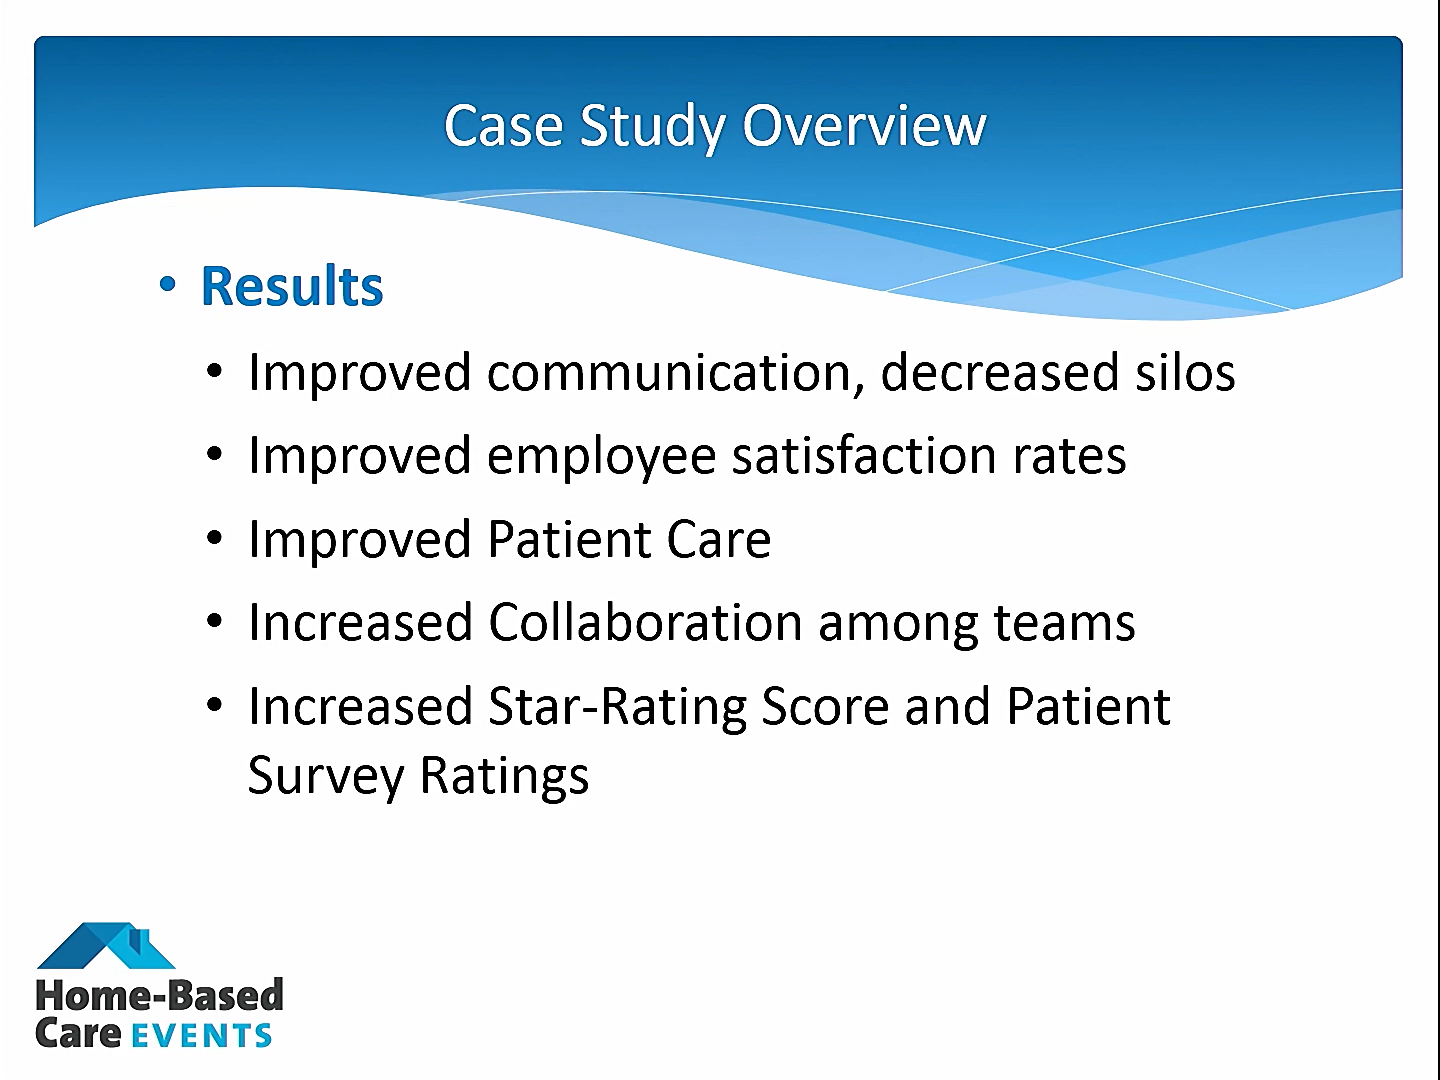 Case Study Overview
• Results
• Improved communication, decreased silos
• Improved employee satisfaction rates
• Improved Patient Care
• Increased Collaboration among teams
• Increased Star-Rating Score and Patient
Survey Ratings
Home-Based
Care EVENTS